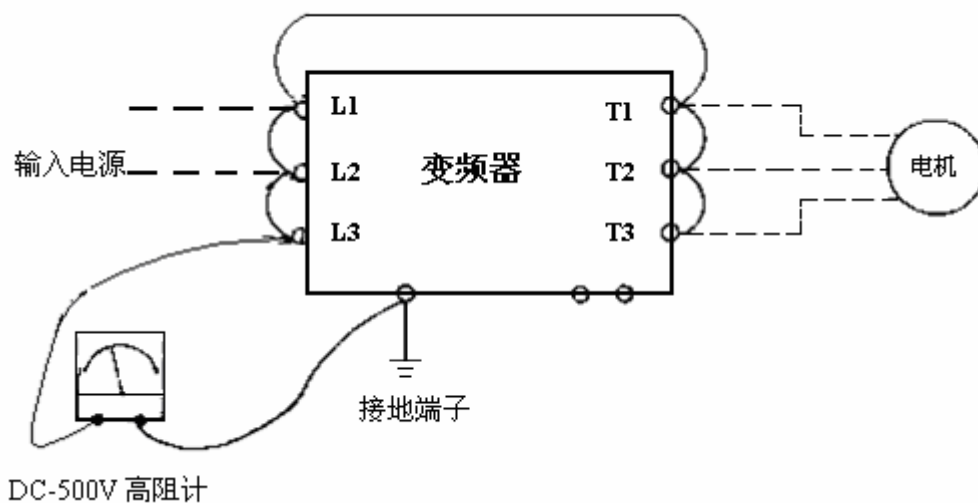 L1
T1
输入电源
L2
变频器
T2
电机
L3
T3
接地端子
DC-500V 高阻计